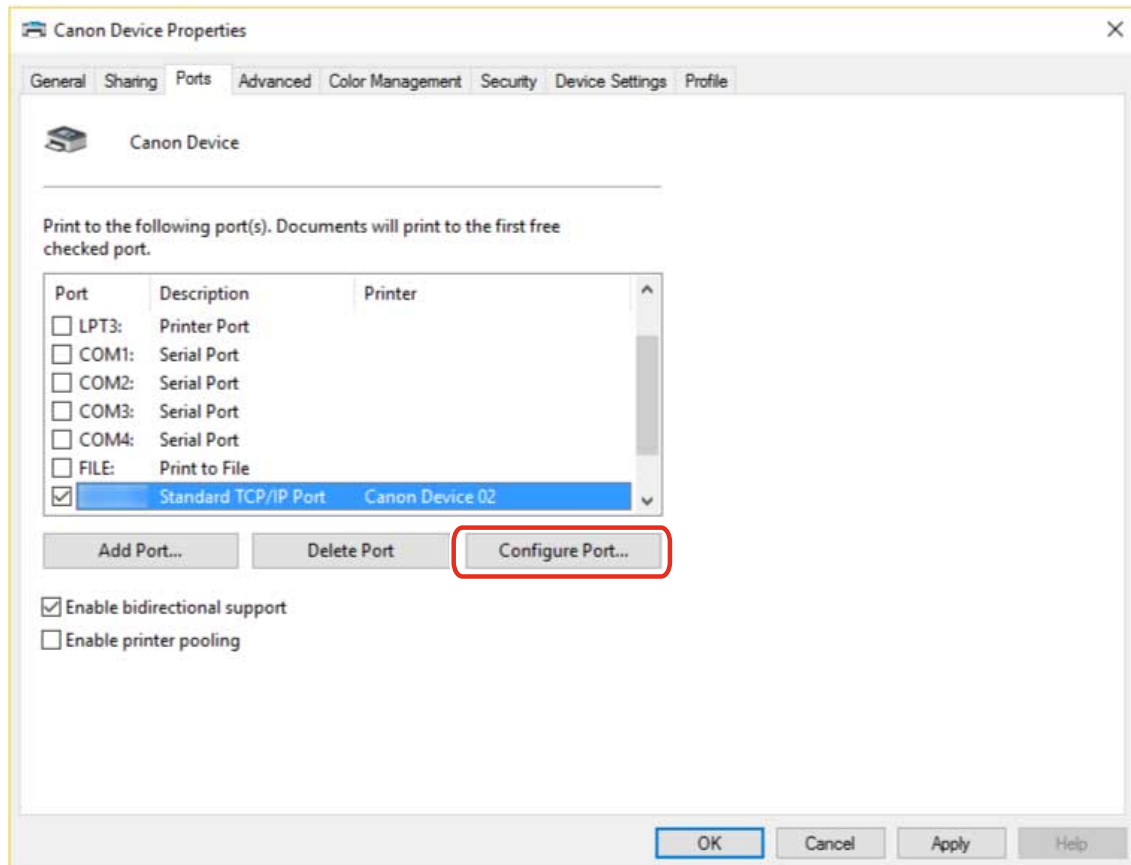 Canon Device Properties
General Sharing Ports Advanced Color Management Security Device Settings Profile
Canon Device
Print to the following port(s). Documents will print to the first free
checked port.
Port Description Printer
LPT3: Printer Port
COM1: Serial Port
COM2: Serial Port
COM3: Serial Port
COM4: Serial Port
FILE: Print to File
Standard TCP/IP Port Canon Device 02
Add Port... Delete Port Configure Port...
Enable bidirectional support
Enable printer pooling
OK Cancel Apply Help